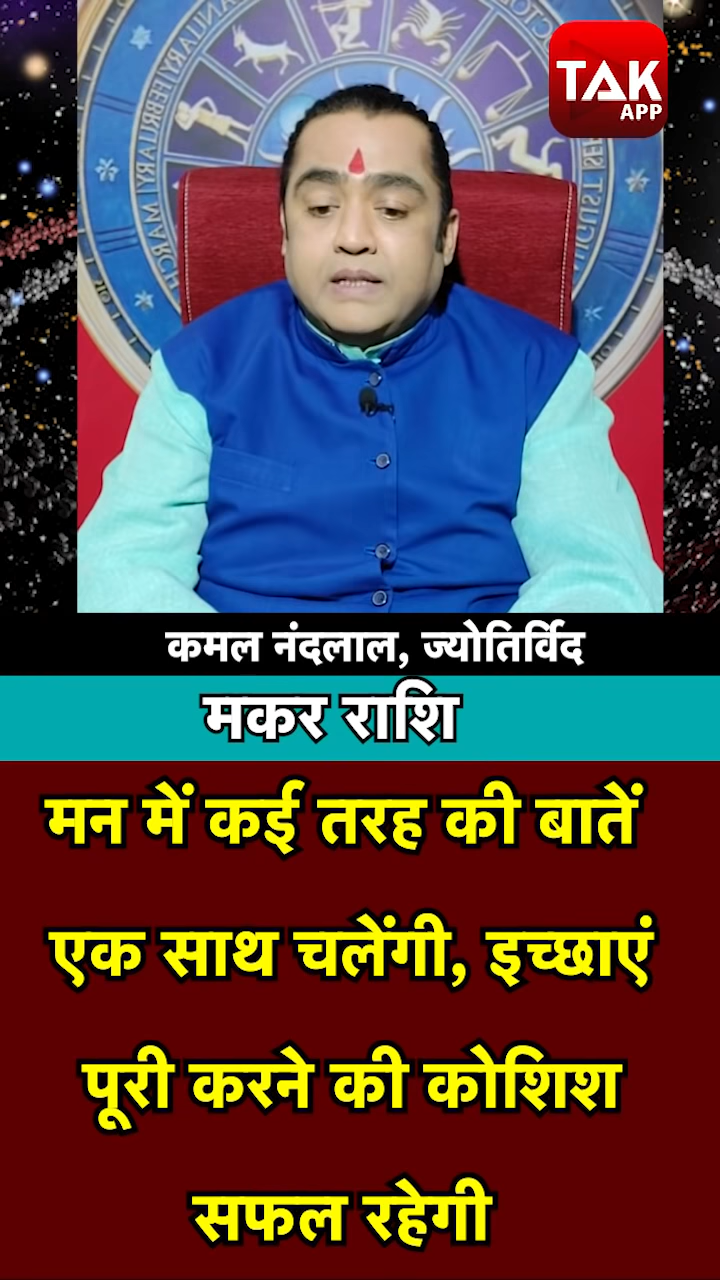 TAK
APP
कमल नंदलाल, ज्योतिर्विद
मकर राशि
मन में कई तरह की बातें
एक साथ चलेंगी, इच्छाएं
पूरी करने की कोशिश
सफल रहेगी